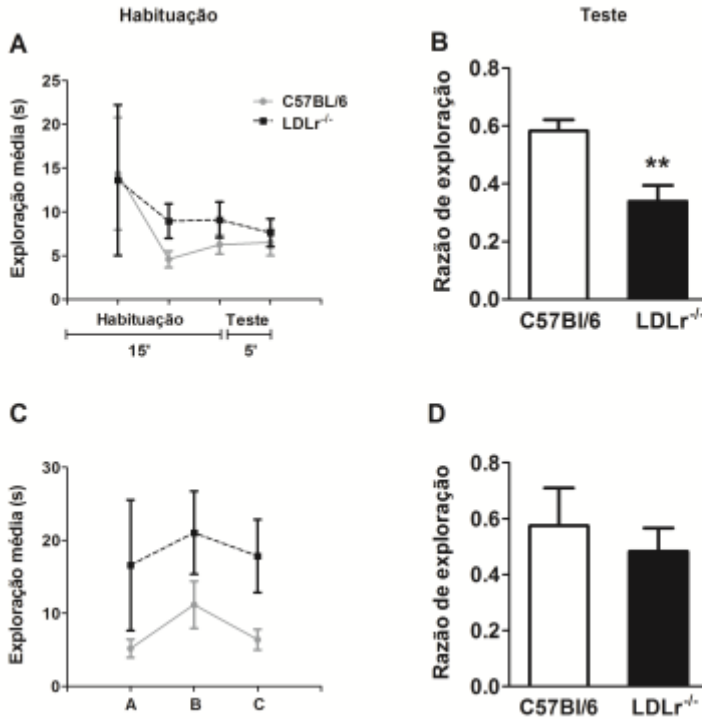 Habituação
Teste
A
Exploração média (s)
25
20
15
10
5
0
C57BL/6
LDLr-/-
Habituação
Teste
15'
5'
B
Razão de exploração
0.8
0.6
0.4
0.2
0.0
**
C57Bl/6
LDLr-/-
C
Exploração média (s)
30
20
10
0
A
B
C
D
Razão de exploração
0.8
0.6
0.4
0.2
0.0
C57Bl/6
LDLr-/-